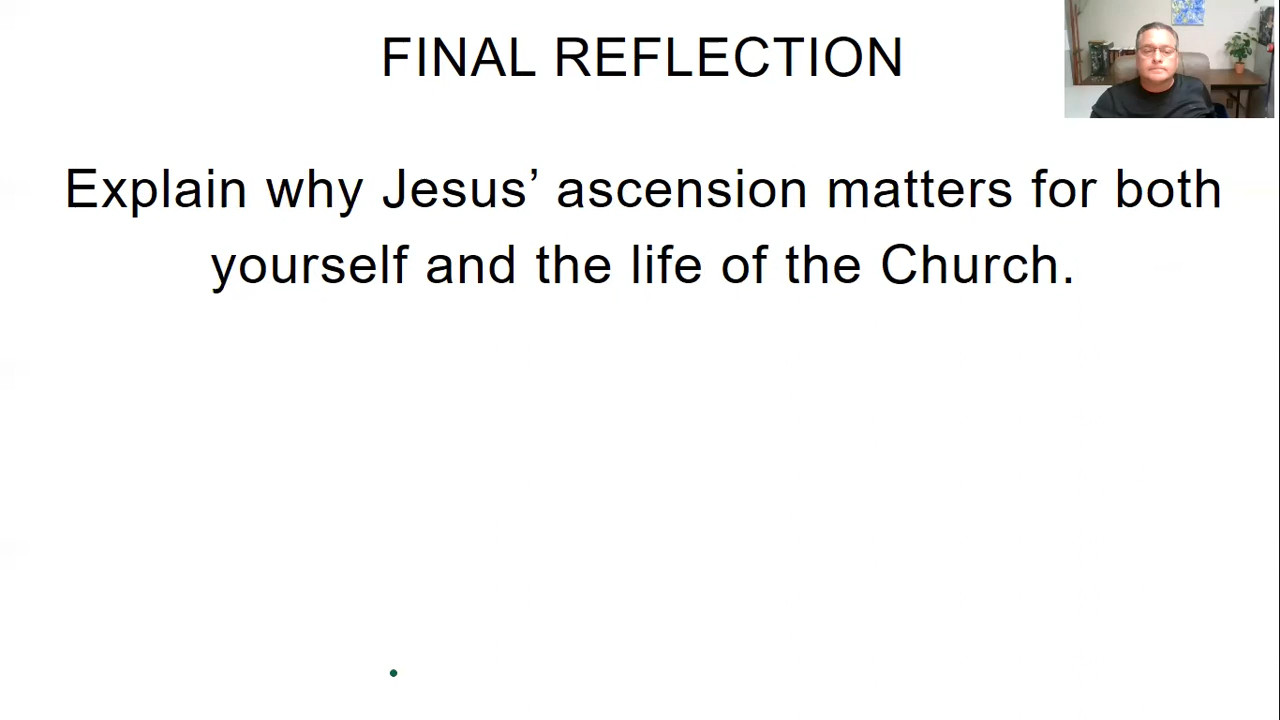 FINAL REFLECTION
Explain why Jesus’ ascension matters for both
yourself and the life of the Church.